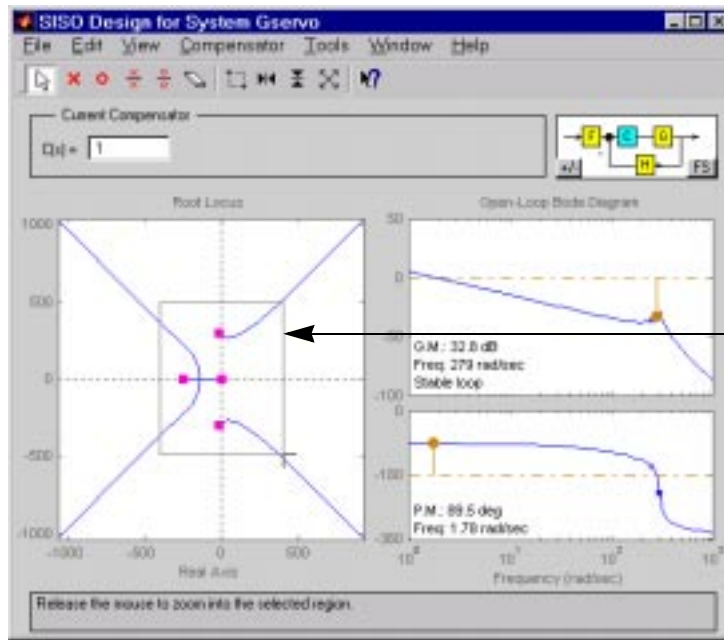 SISO Design for System Gservo
File Edit View Compensator Tools Window Help
Current Compensator
C(s) = 1
F C G
H
+/- FS
Root Locus
1000
500
0
-500
-1000
-1000 -500 0 500
Real Axis
Open-Loop Bode Diagram
50
0
-50
-100
G.M.: 32.8 dB
Freq: 279 rad/sec
Stable loop
0
-180
-360
P.M.: 89.5 deg
Freq: 1.78 rad/sec
10^0 10^1 10^2 10^3
Frequency (rad/sec)
Release the mouse to zoom into the selected region.